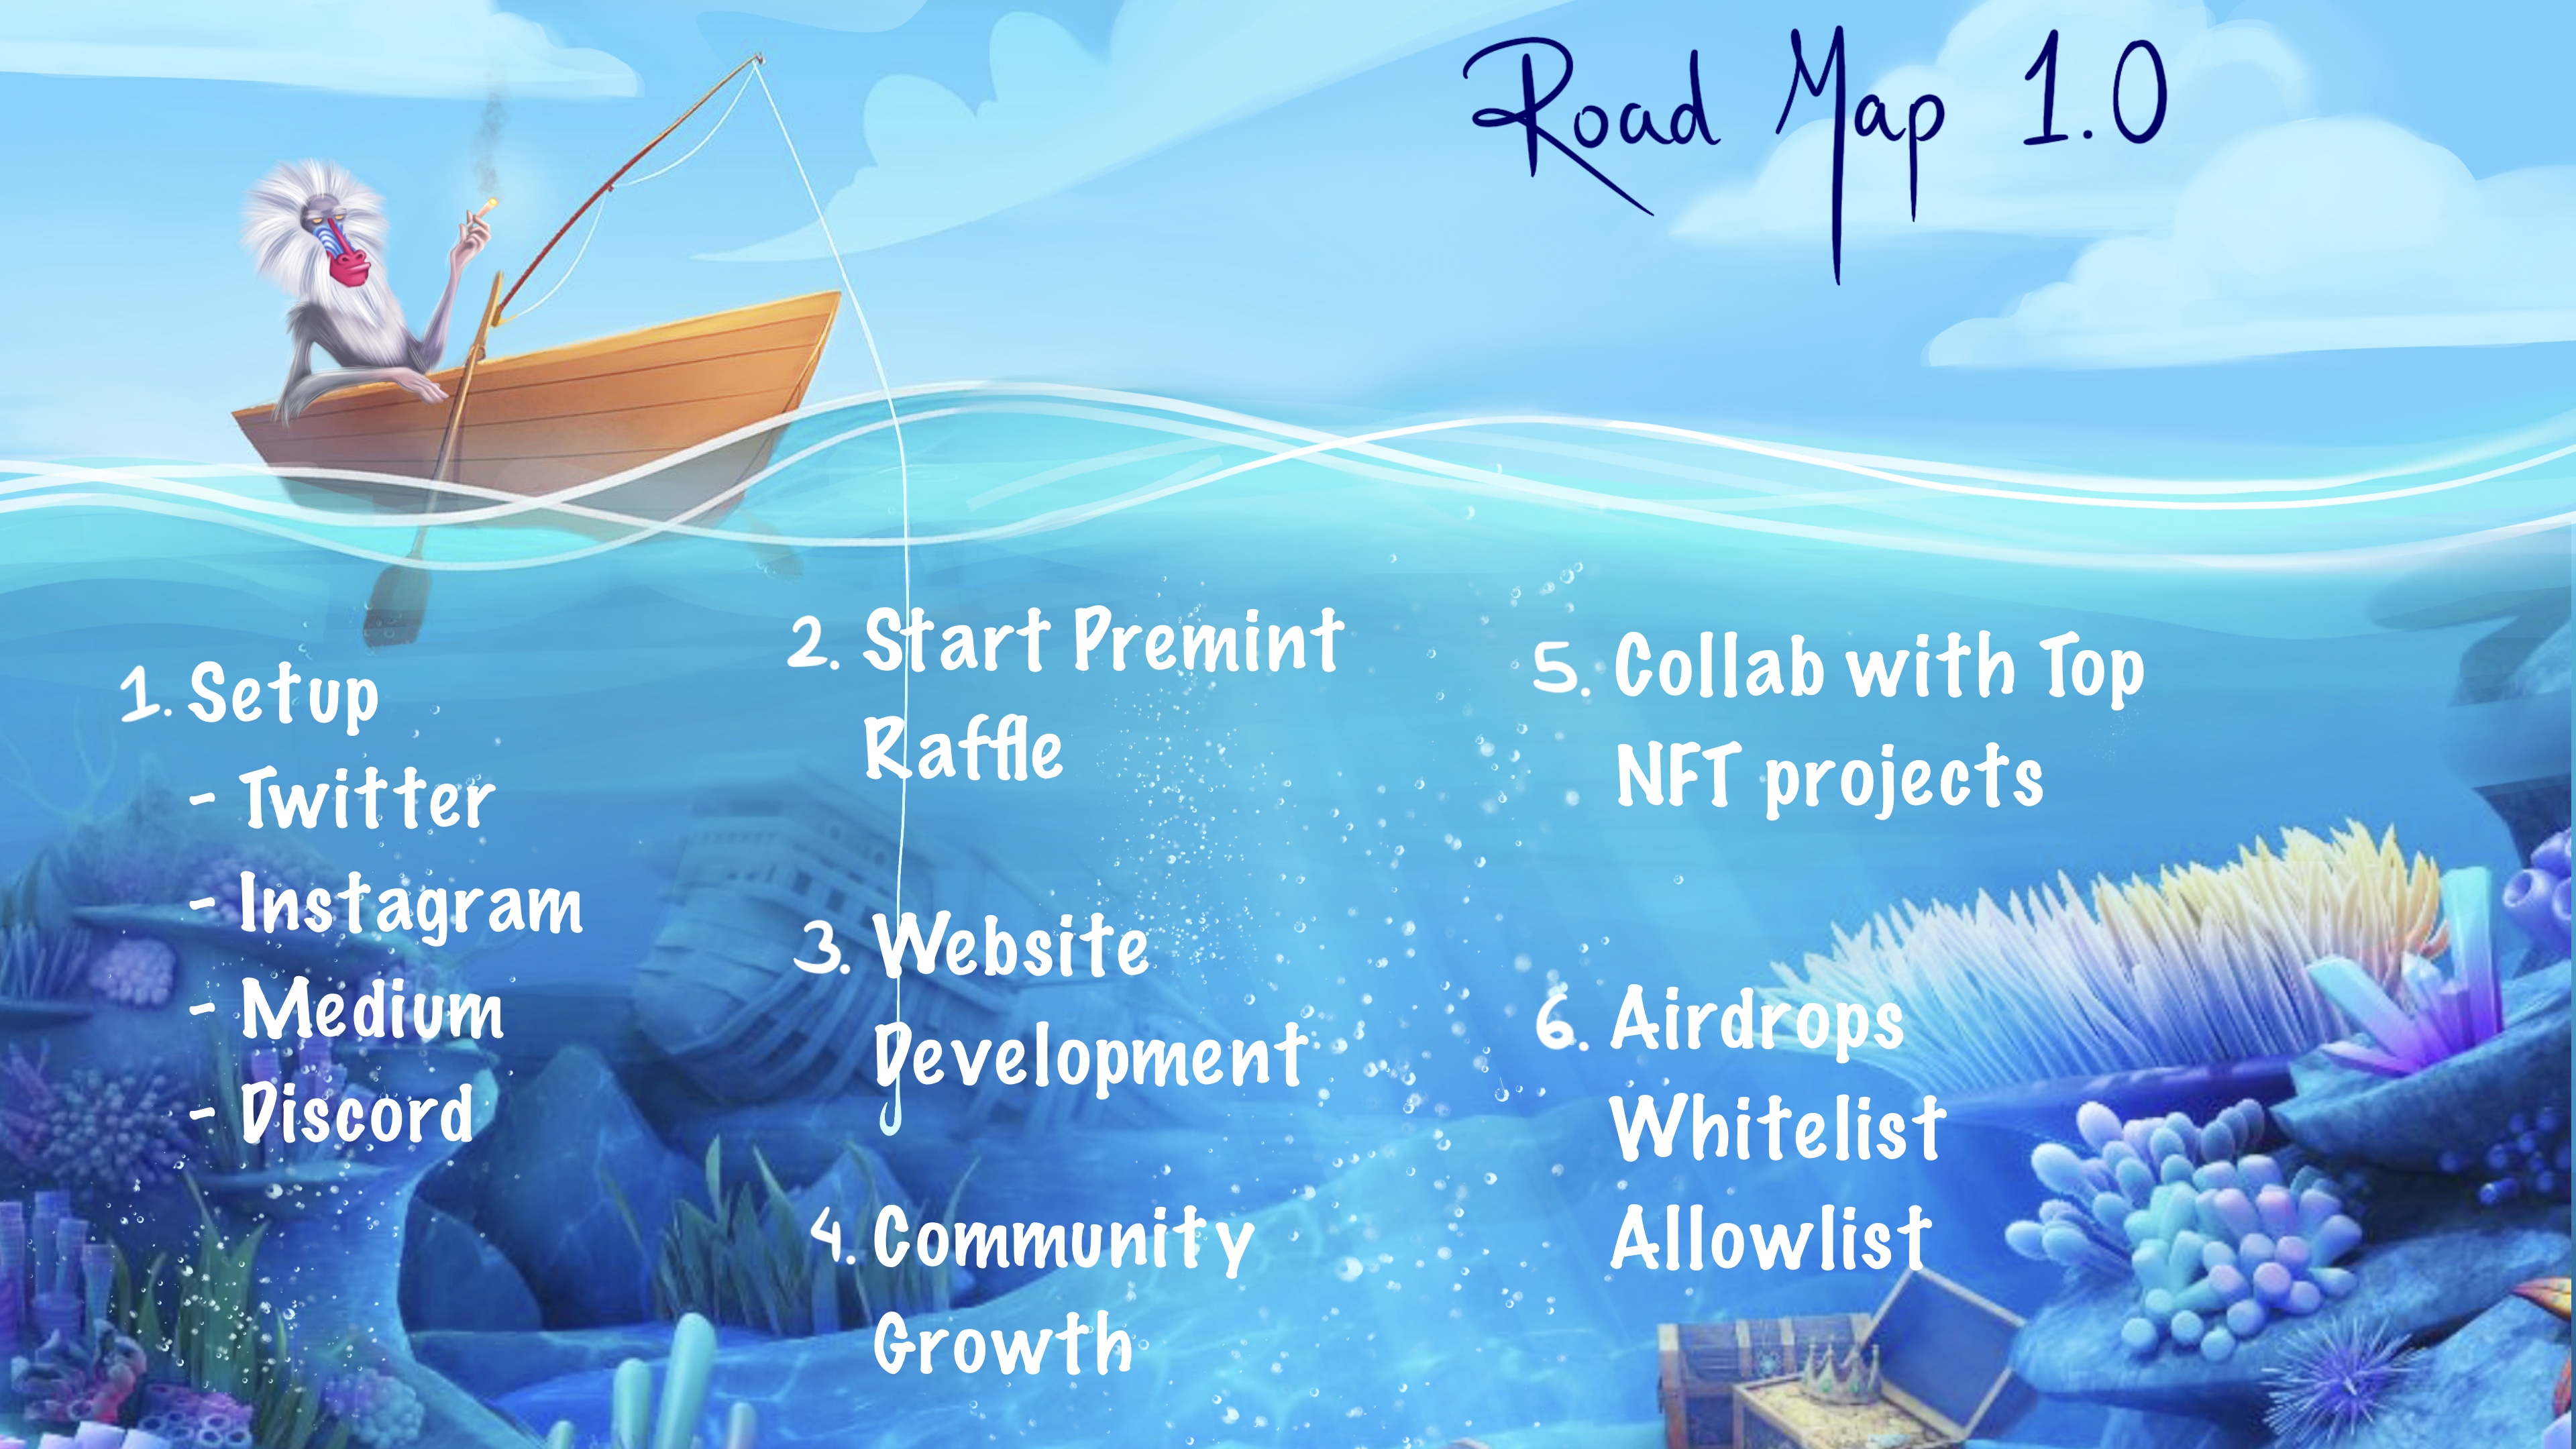 Road Map 1.0
1. Setup
- Twitter
- Instagram
- Medium
- Discord
2. Start Premint
Raffle
3. Website
Development
4. Community
Growth
5. Collab with Top
NFT projects
6. Airdrops
Whitelist
Allowlist